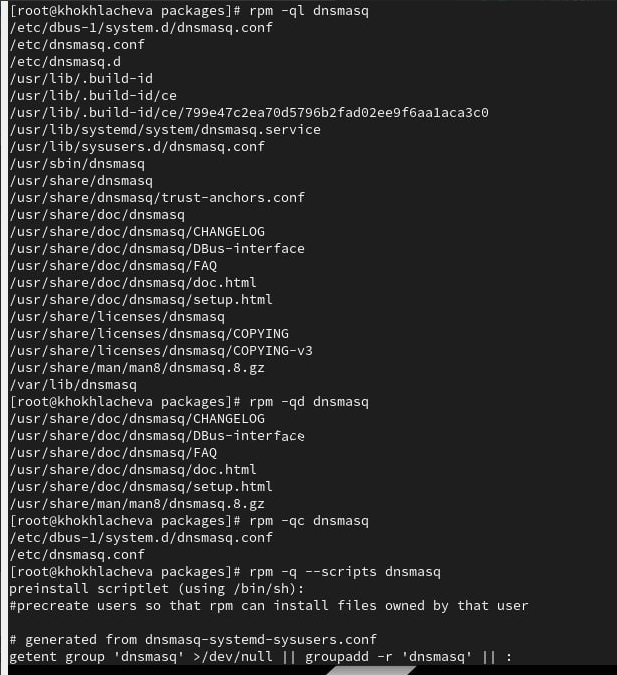 [root@khokhlacheva packages]# rpm -ql dnsmasq
/etc/dbus-1/system.d/dnsmasq.conf
/etc/dnsmasq.conf
/etc/dnsmasq.d
/usr/lib/.build-id
/usr/lib/.build-id/ce
/usr/lib/.build-id/ce/799e47c2ea70d5796b2fad02ee9f6aa1aca3c0
/usr/lib/systemd/system/dnsmasq.service
/usr/lib/sysusers.d/dnsmasq.conf
/usr/sbin/dnsmasq
/usr/share/dnsmasq
/usr/share/dnsmasq/trust-anchors.conf
/usr/share/doc/dnsmasq
/usr/share/doc/dnsmasq/CHANGELOG
/usr/share/doc/dnsmasq/DBus-interface
/usr/share/doc/dnsmasq/FAQ
/usr/share/doc/dnsmasq/doc.html
/usr/share/doc/dnsmasq/setup.html
/usr/share/licenses/dnsmasq
/usr/share/licenses/dnsmasq/COPYING
/usr/share/licenses/dnsmasq/COPYING-v3
/usr/share/man/man8/dnsmasq.8.gz
/var/lib/dnsmasq
[root@khokhlacheva packages]# rpm -qd dnsmasq
/usr/share/doc/dnsmasq/CHANGELOG
/usr/share/doc/dnsmasq/DBus-interface
/usr/share/doc/dnsmasq/FAQ
/usr/share/doc/dnsmasq/doc.html
/usr/share/doc/dnsmasq/setup.html
/usr/share/man/man8/dnsmasq.8.gz
[root@khokhlacheva packages]# rpm -qc dnsmasq
/etc/dbus-1/system.d/dnsmasq.conf
/etc/dnsmasq.conf
[root@khokhlacheva packages]# rpm -q --scripts dnsmasq
preinstall scriptlet (using /bin/sh):
#precreate users so that rpm can install files owned by that user

# generated from dnsmasq-systemd-sysusers.conf
getent group 'dnsmasq' >/dev/null || groupadd -r 'dnsmasq' || :